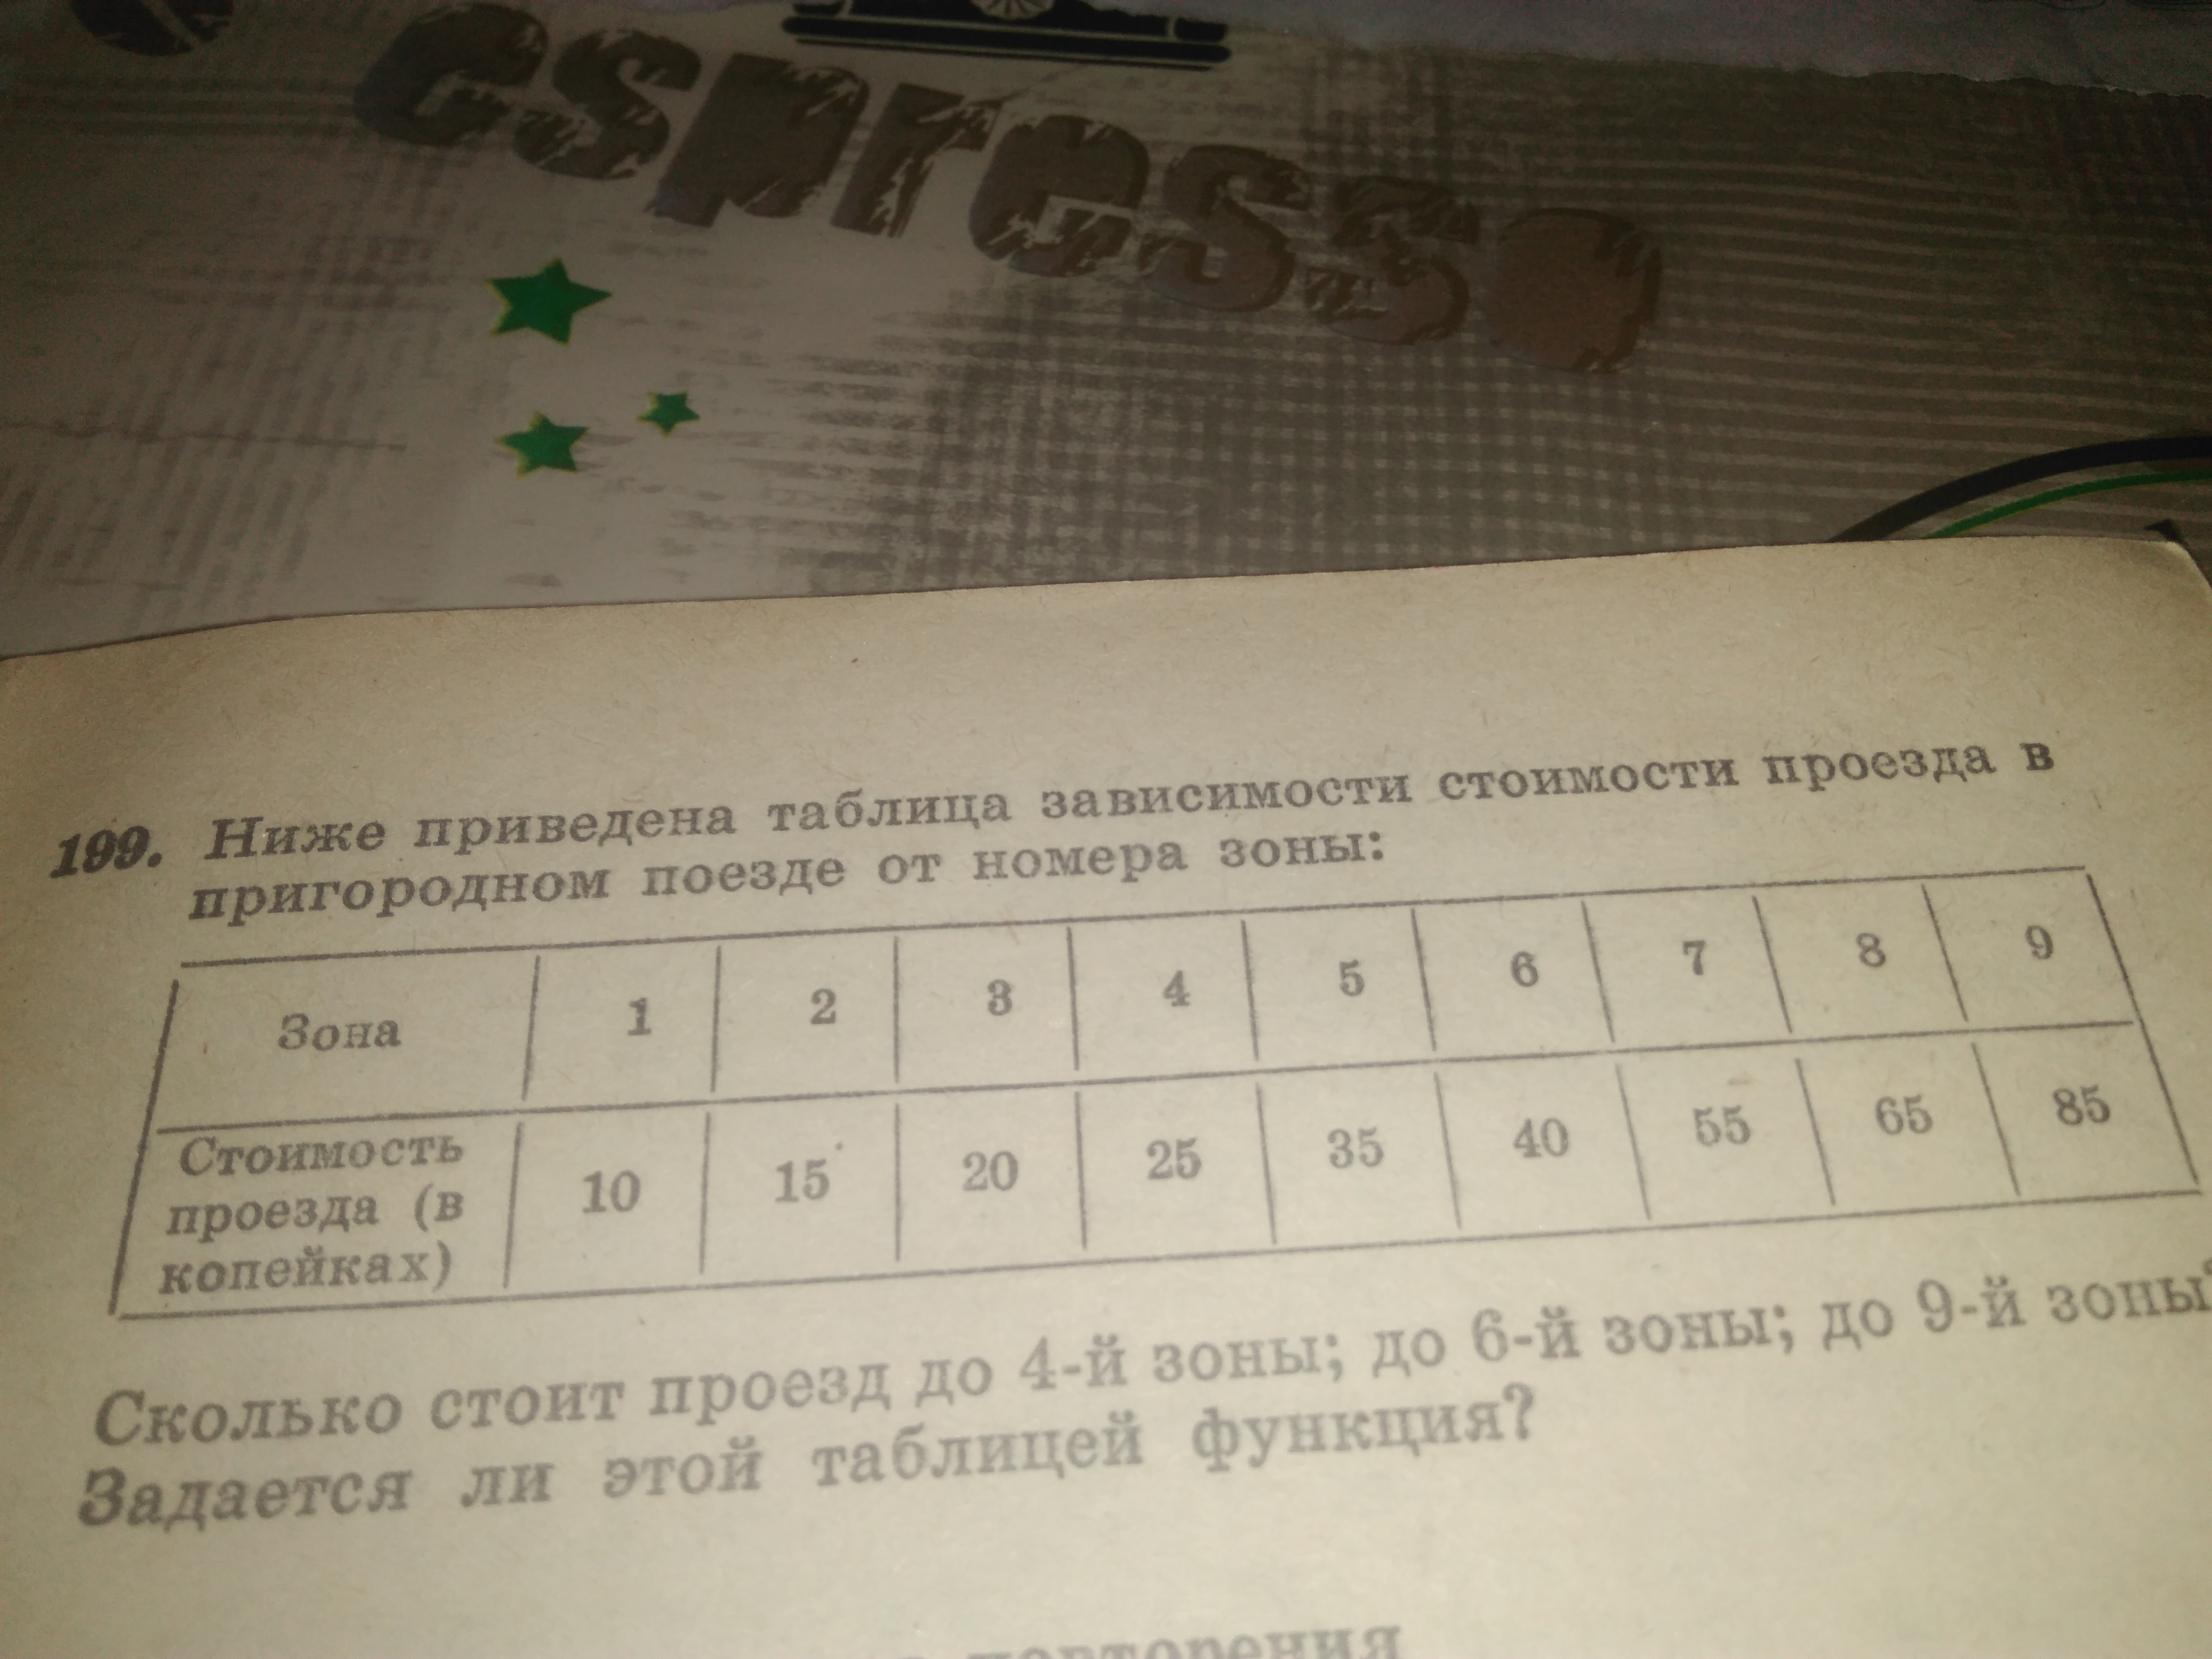 espresso
199. Ниже приведена таблица зависимости стоимости проезда в
пригородном поезде от номера зоны:
Зона 1 2 3 4 5 6 7 8 9
Стоимость
проезда (в
копейках) 10 15 20 25 35 40 55 65 85
Сколько стоит проезд до 4-й зоны; до 6-й зоны; до 9-й зоны?
Задается ли этой таблицей функция?
повторения